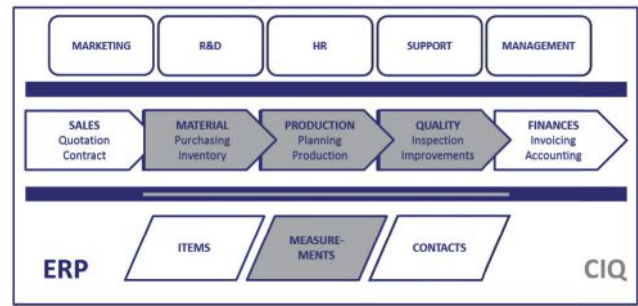 MARKETING
R&D
HR
SUPPORT
MANAGEMENT
SALES
Quotation
Contract
MATERIAL
Purchasing
Inventory
PRODUCTION
Planning
Production
QUALITY
Inspection
Improvements
FINANCES
Invoicing
Accounting
ITEMS
MEASURE-
MENTS
CONTACTS
ERP
CIQ